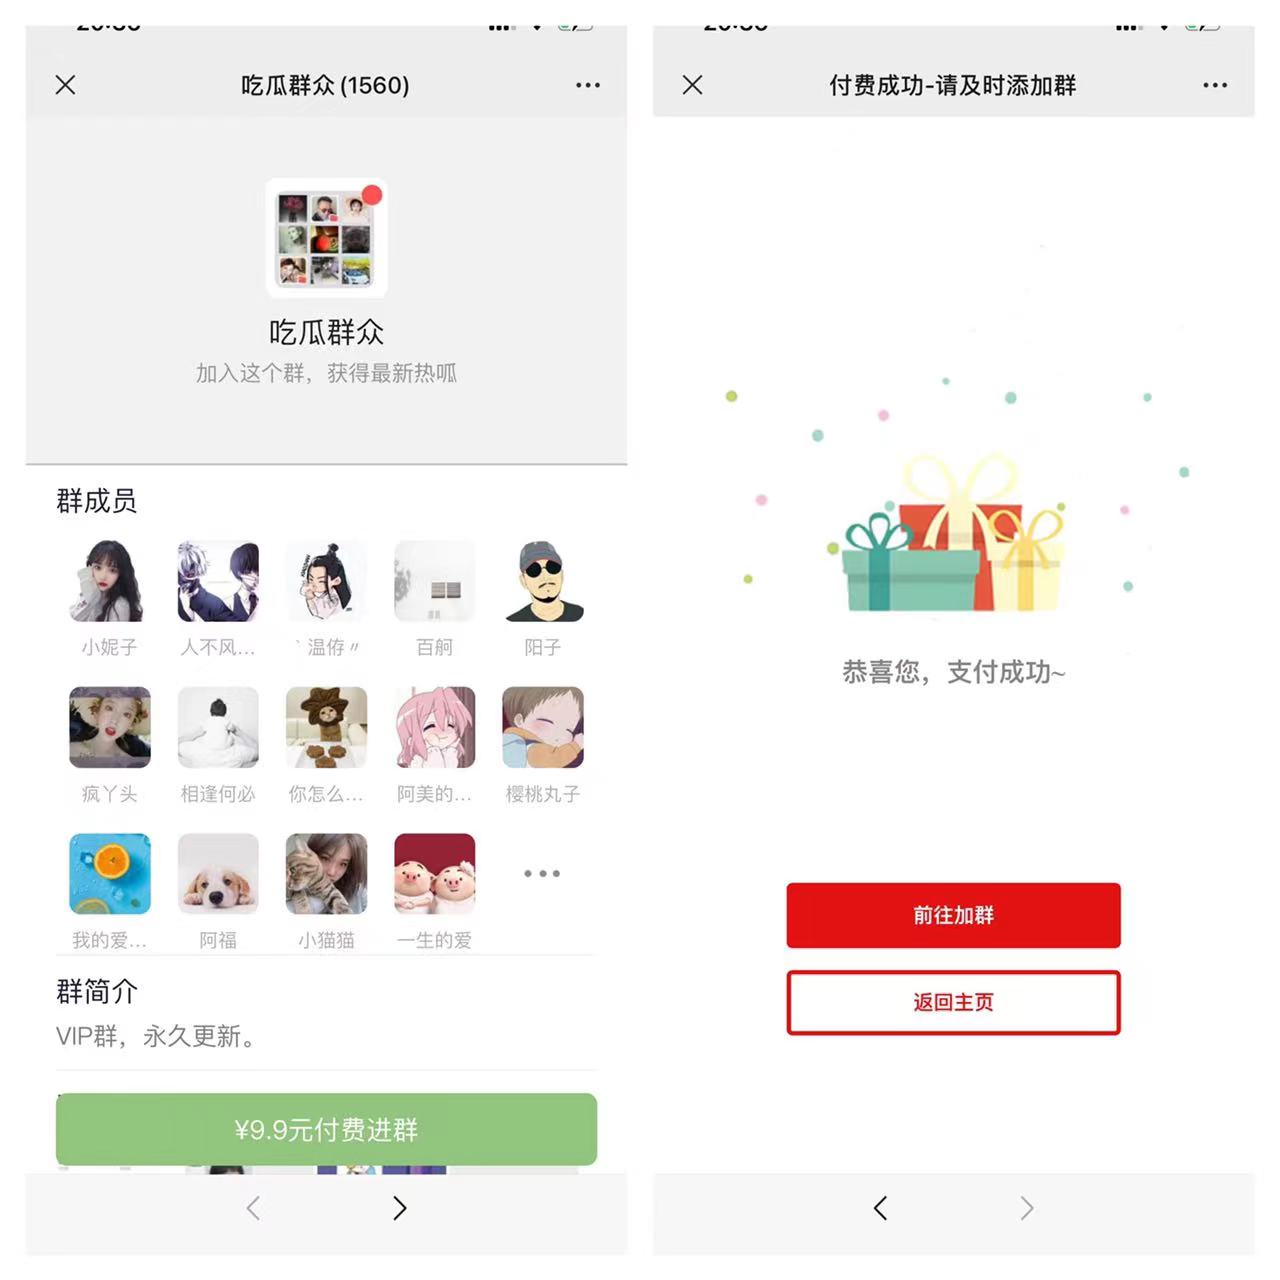 吃瓜群众(1560)
吃瓜群众
加入这个群，获得最新热呱
群成员
小妮子
人不风...
`温侟〃
百舸
阳子
疯丫头
相逢何必
你怎么...
阿美的...
樱桃丸子
我的爱...
阿福
小猫猫
一生的爱
群简介
VIP群，永久更新。
¥9.9元付费进群
付费成功-请及时添加群
恭喜您，支付成功~
前往加群
返回主页